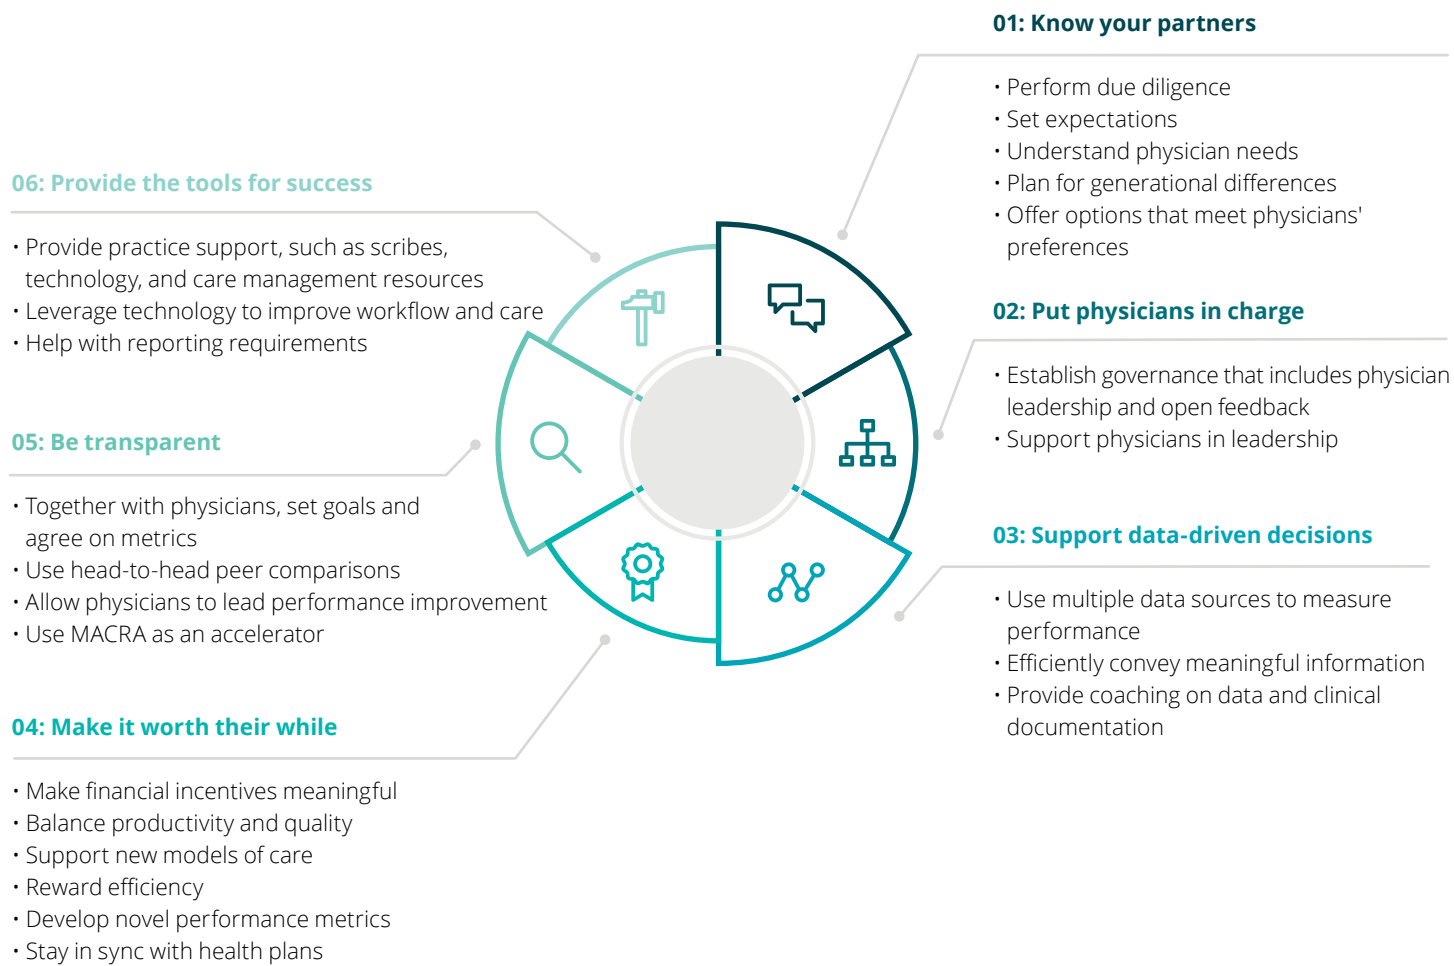 01: Know your partners
• Perform due diligence
• Set expectations
• Understand physician needs
• Plan for generational differences
• Offer options that meet physicians'
preferences
02: Put physicians in charge
• Establish governance that includes physician
leadership and open feedback
• Support physicians in leadership
03: Support data-driven decisions
• Use multiple data sources to measure
performance
• Efficiently convey meaningful information
• Provide coaching on data and clinical
documentation
04: Make it worth their while
• Make financial incentives meaningful
• Balance productivity and quality
• Support new models of care
• Reward efficiency
• Develop novel performance metrics
• Stay in sync with health plans
05: Be transparent
• Together with physicians, set goals and
agree on metrics
• Use head-to-head peer comparisons
• Allow physicians to lead performance improvement
• Use MACRA as an accelerator
06: Provide the tools for success
• Provide practice support, such as scribes,
technology, and care management resources
• Leverage technology to improve workflow and care
• Help with reporting requirements